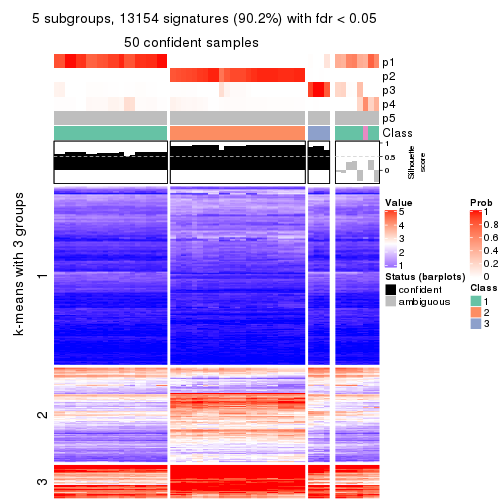 5 subgroups, 13154 signatures (90.2%) with fdr < 0.05
50 confident samples
p1
p2
p3
p4
p5
Class
1
0.5
0
Silhouette
score
k-means with 3 groups
1
2
3
Value
5
4
3
2
1
Status (barplots)
confident
ambiguous
Prob
1
0.8
0.6
0.4
0.2
0
Class
1
2
3